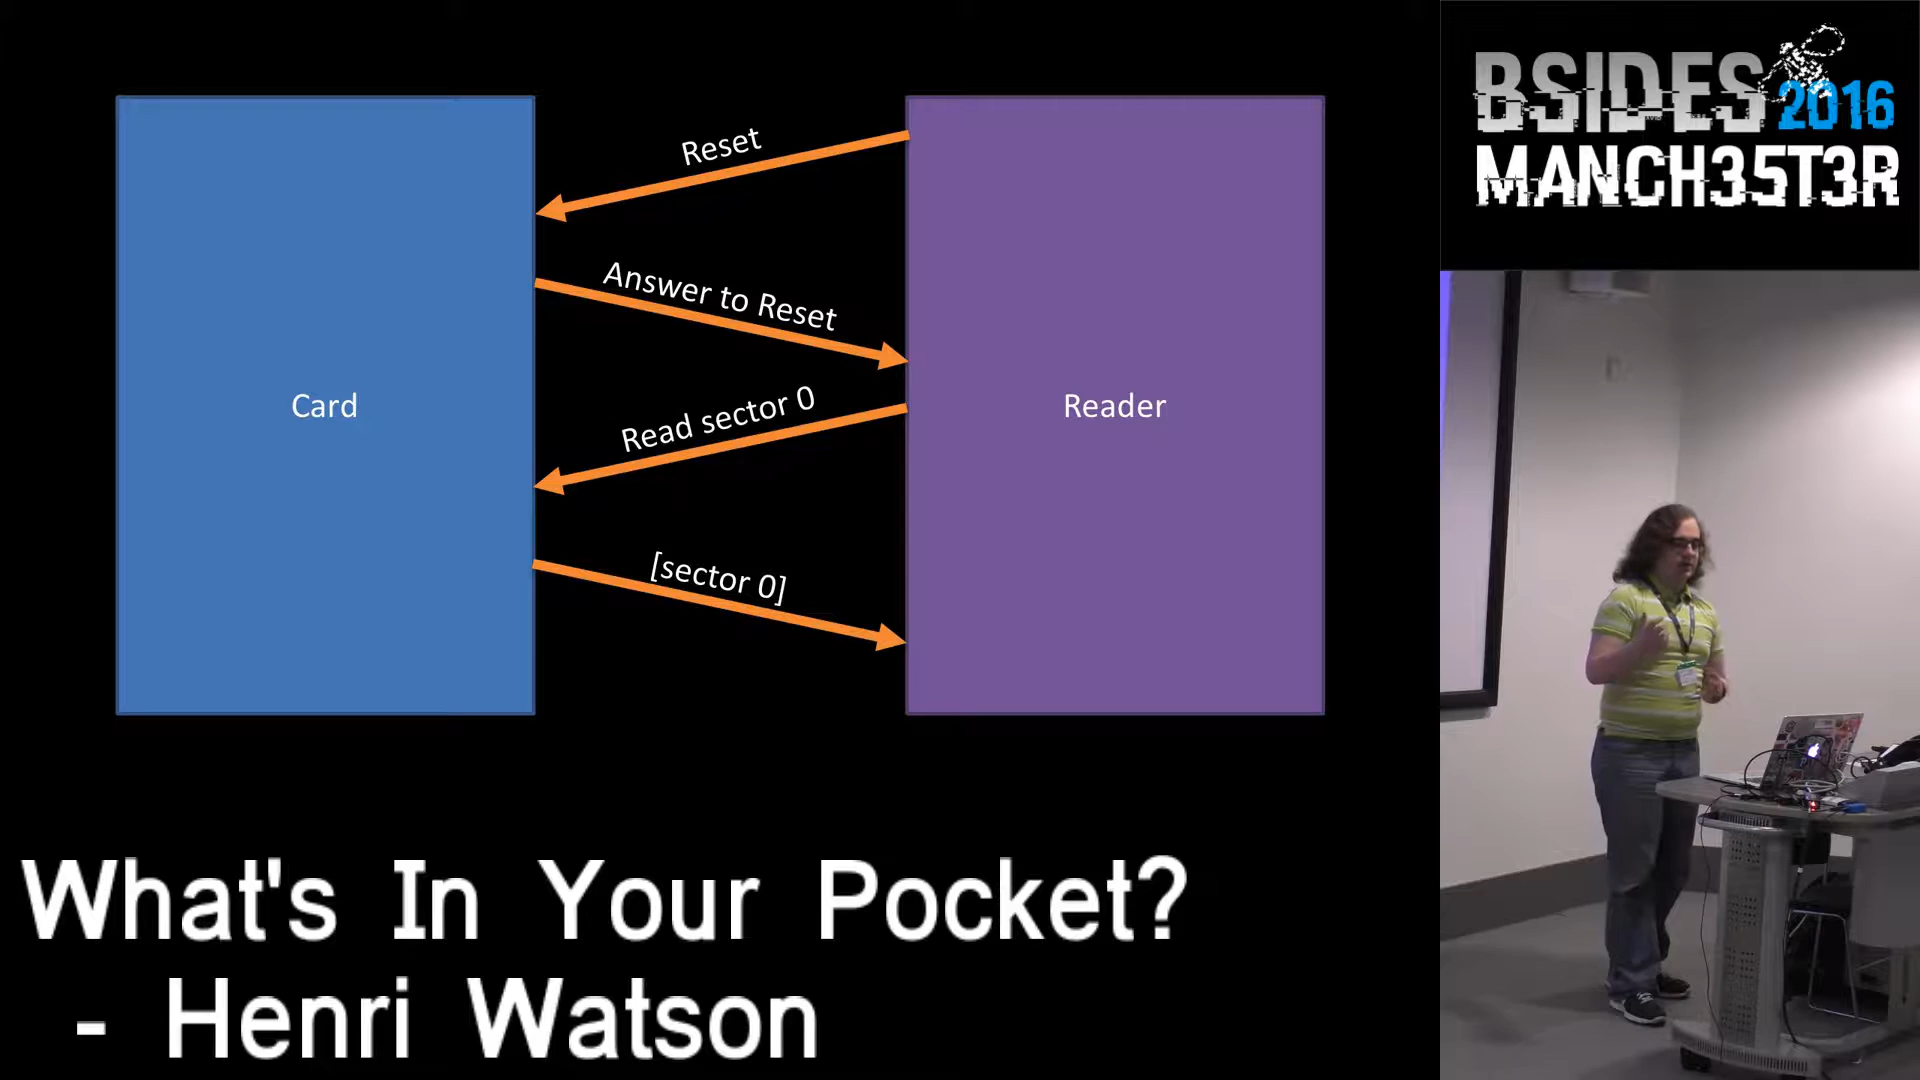 Card
Reset
Answer to Reset
Read sector 0
[sector 0]
Reader
What's In Your Pocket?
- Henri Watson
BSIDES 2016
MANCH35T3R